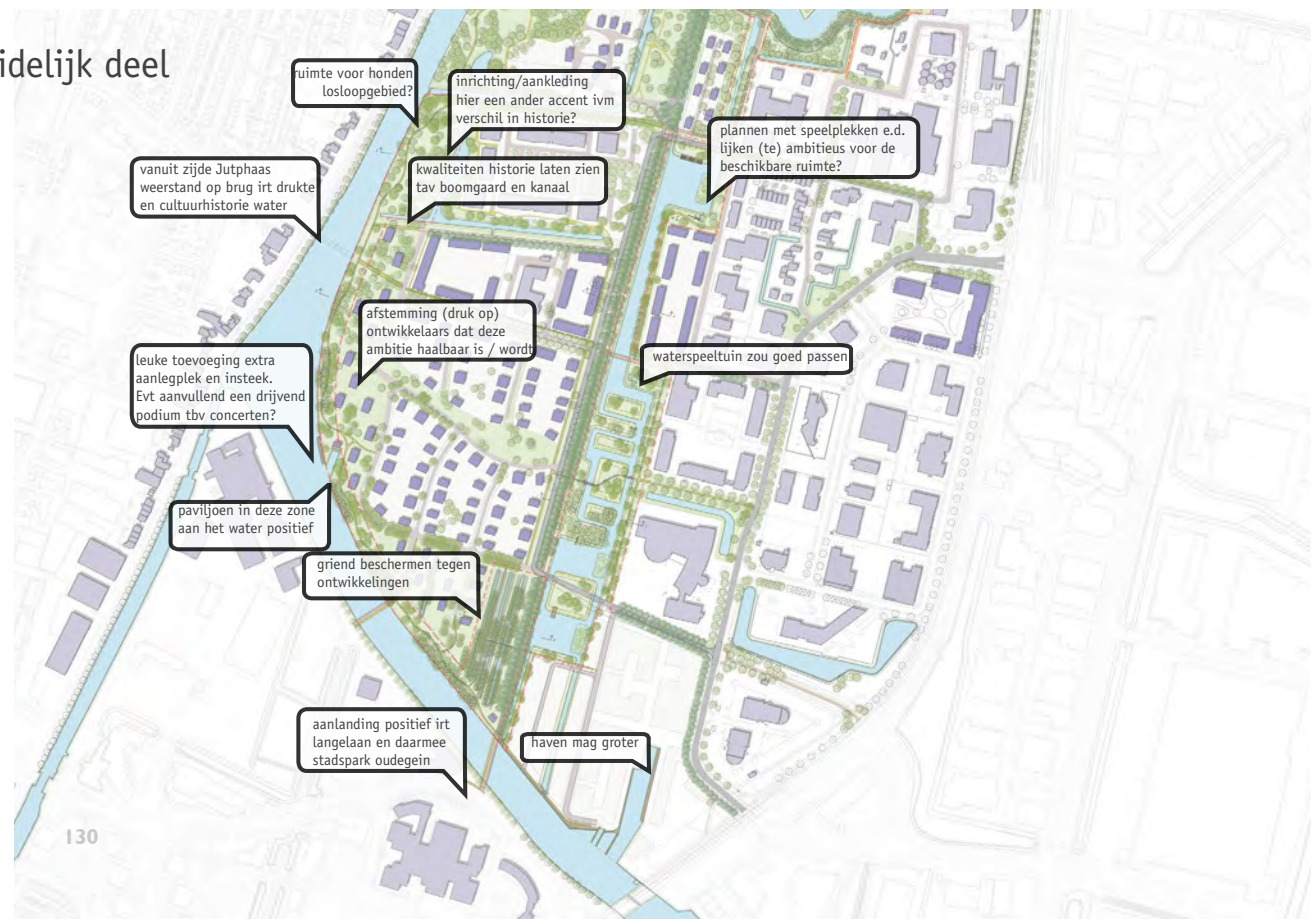 idelijk deel
ruimte voor honden
losloopgebied?
inrichting/aankleding
hier een ander accent ivm
verschil in historie?
plannen met speelplekken e.d.
lijken (te) ambitieus voor de
beschikbare ruimte?
vanuit zijde Jutphaas
weerstand op brug irt drukte
en cultuurhistorie water
kwaliteiten historie laten zien
tav boomgaard en kanaal
afstemming (druk op)
ontwikkelaars dat deze
ambitie haalbaar is / wordt
leuke toevoeging extra
aanlegplek en insteek.
Evt aanvullend een drijvend
podium tbv concerten?
waterspeeltuin zou goed passen
paviljoen in deze zone
aan het water positief
griend beschermen tegen
ontwikkelingen
aanlanding positief irt
langelaan en daarmee
stadspark oudegein
haven mag groter
130